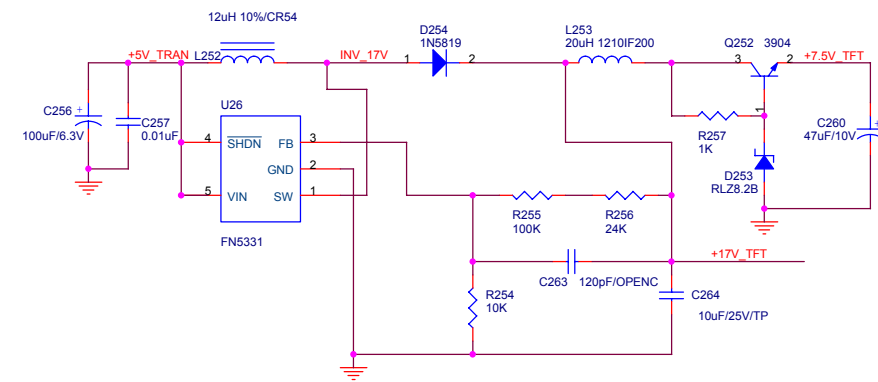 12uH 10%/CR54
+5V_TRAN
L252
INV_17V
D254
1N5819
1
2
L253
20uH 1210IF200
Q252 3904
3
2
1
+7.5V_TFT
C256
+
100uF/6.3V
C257
0.01uF
U26
4
SHDN
FB
3
GND
2
5
VIN
SW
1
FN5331
R257
1K
D253
RLZ8.2B
C260
+
47uF/10V
R255
100K
R256
24K
+17V_TFT
C263
120pF/OPENC
R254
10K
C264
10uF/25V/TP